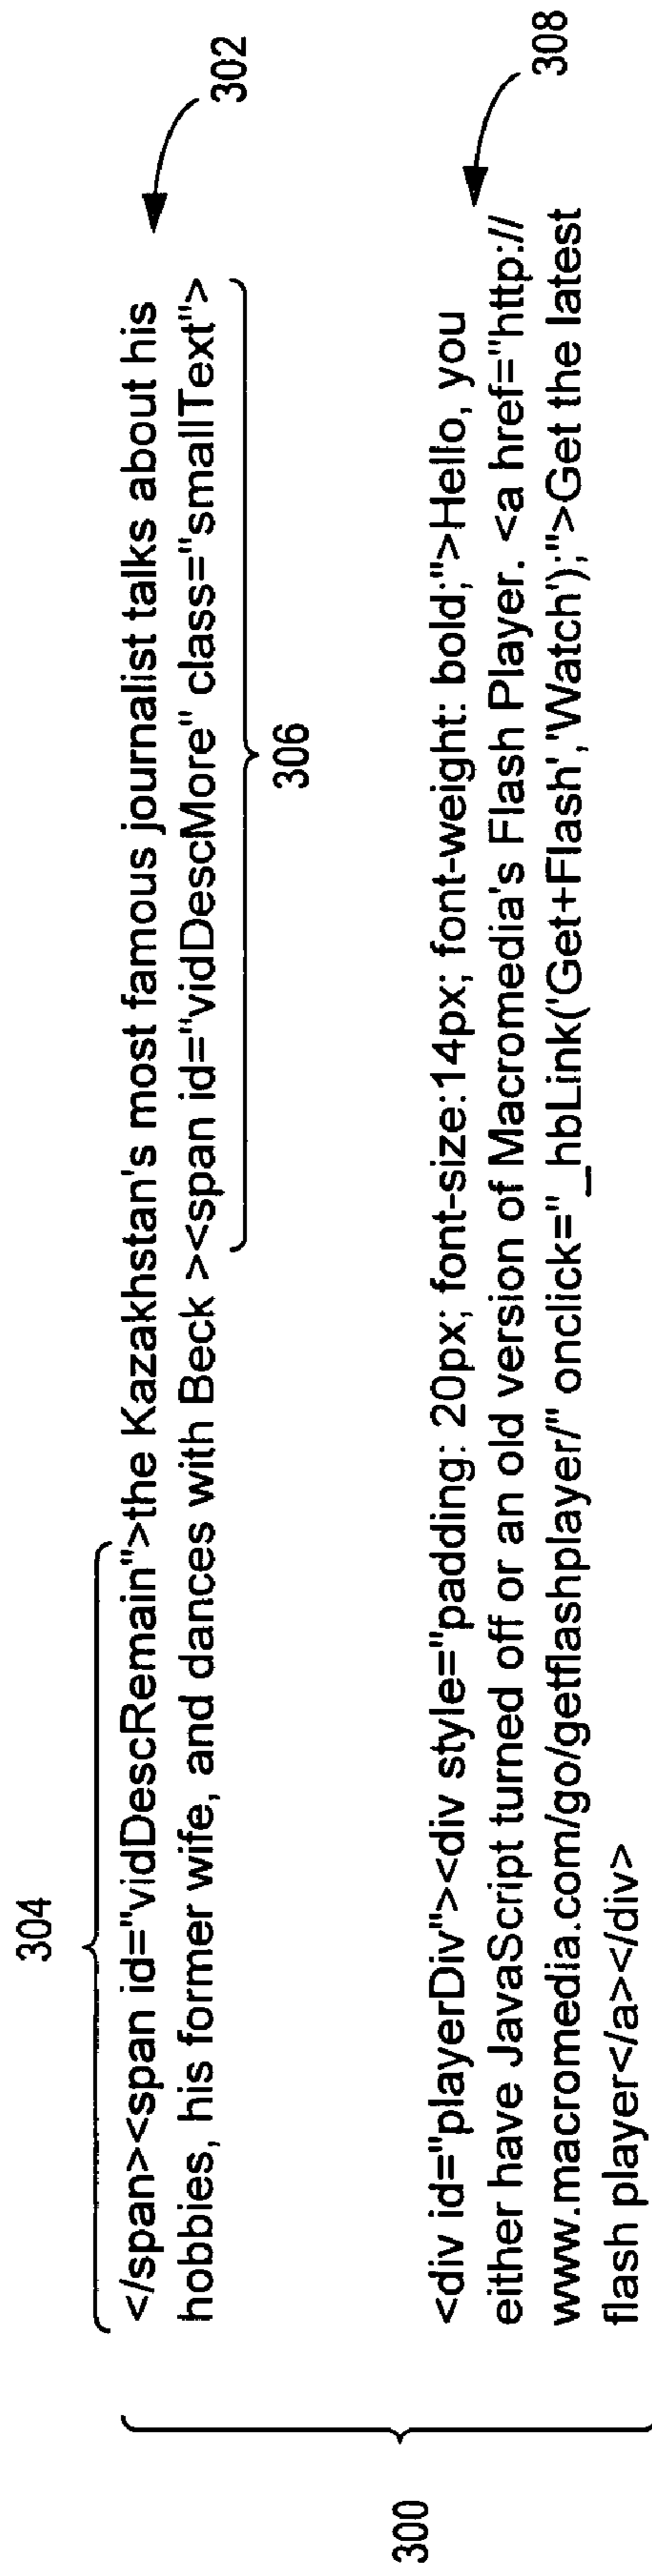 304
</span><span id="vidDescRemain">the Kazakhstan's most famous journalist talks about his
302
hobbies, his former wife, and dances with Beck ><span id="vidDescMore" class="smallText">
306
300
<div id="playerDiv"><div style="padding: 20px; font-size:14px; font-weight: bold;">Hello, you
308
either have JavaScript turned off or an old version of Macromedia's Flash Player. <a href="http://
www.macromedia.com/go/getflashplayer/" onclick="_hbLink('Get+Flash','Watch');">Get the latest
flash player</a></div>